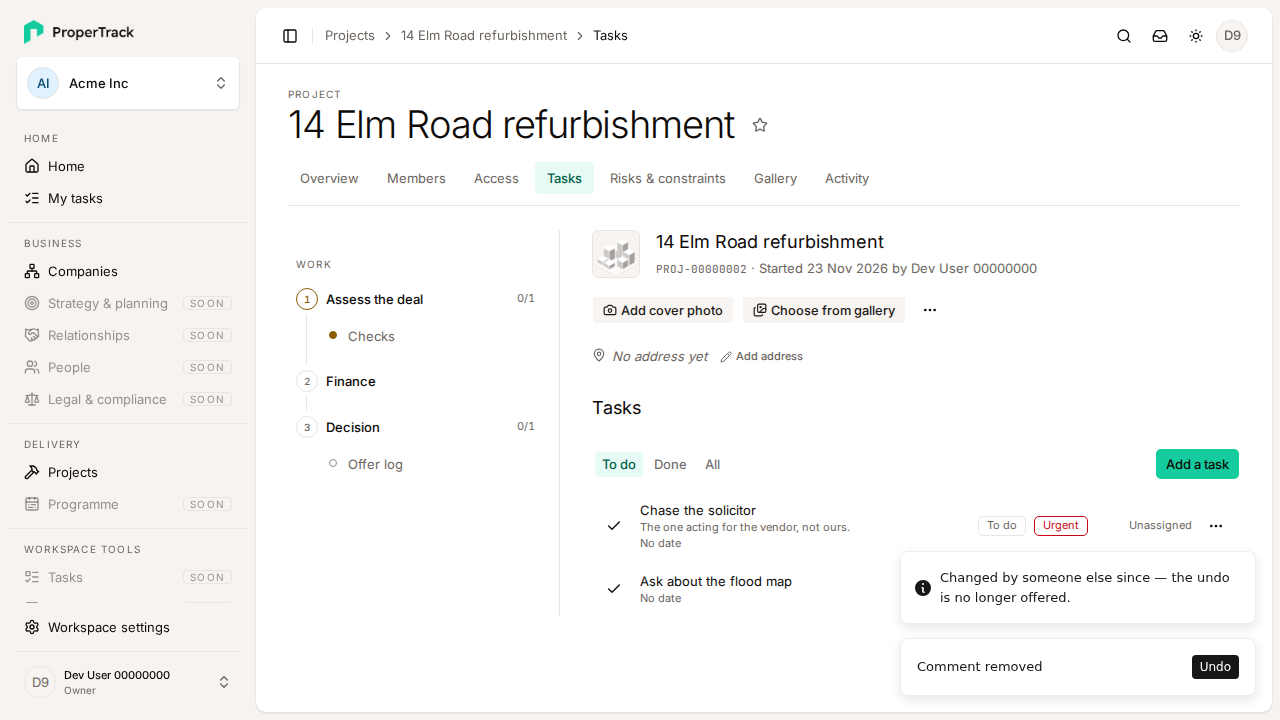 ProperTrack
AI
Acme Inc
HOME
Home
My tasks
BUSINESS
Companies
Strategy & planning SOON
Relationships SOON
People SOON
Legal & compliance SOON
DELIVERY
Projects
Programme SOON
WORKSPACE TOOLS
Tasks SOON
Workspace settings
D9
Dev User 00000000
Owner
Projects > 14 Elm Road refurbishment > Tasks
D9
PROJECT
14 Elm Road refurbishment
Overview Members Access Tasks Risks & constraints Gallery Activity
WORK
1 Assess the deal 0/1
Checks
2 Finance
3 Decision 0/1
Offer log
14 Elm Road refurbishment
PROJ-00000002 · Started 23 Nov 2026 by Dev User 00000000
Add cover photo Choose from gallery
No address yet Add address
Tasks
To do Done All Add a task
Chase the solicitor
The one acting for the vendor, not ours.
No date
To do Urgent Unassigned
Ask about the flood map
No date
Changed by someone else since — the undo
is no longer offered.
Comment removed Undo